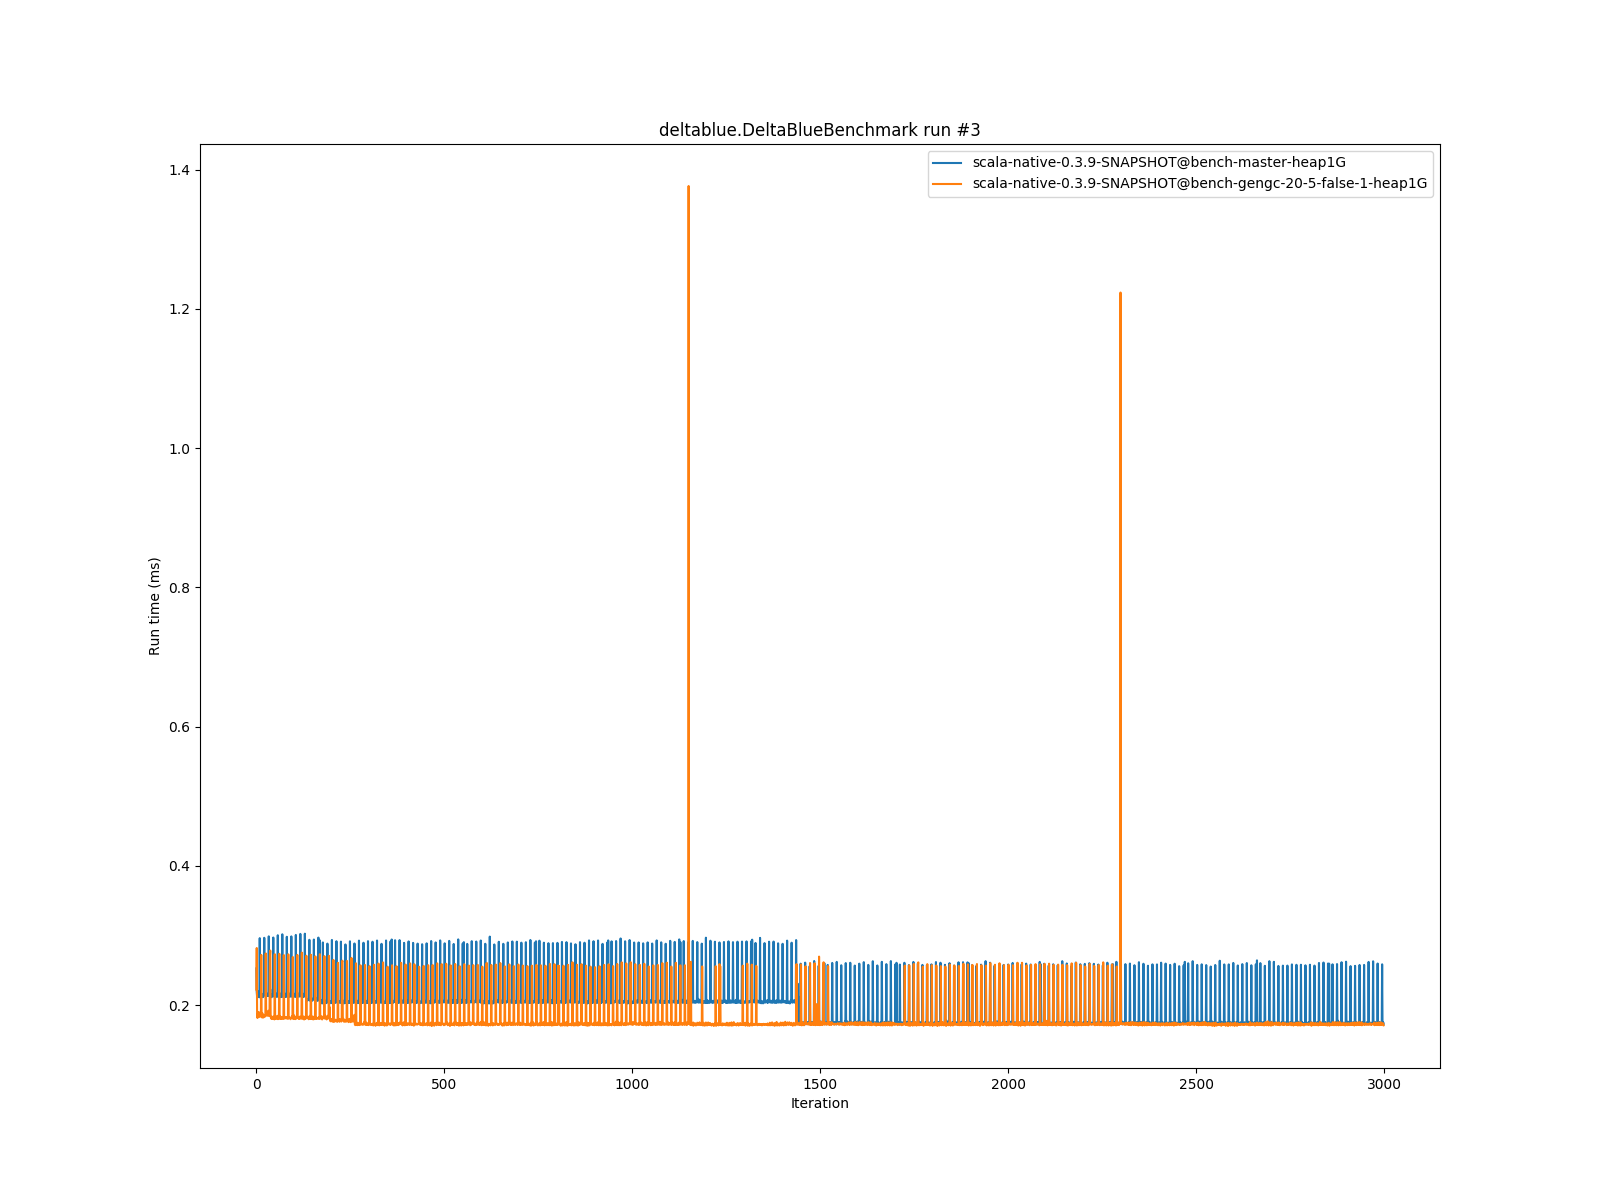 deltablue.DeltaBlueBenchmark run #3
scala-native-0.3.9-SNAPSHOT@bench-master-heap1G
scala-native-0.3.9-SNAPSHOT@bench-gengc-20-5-false-1-heap1G
1.4
1.2
1.0
0.8
0.6
0.4
0.2
Run time (ms)
0 500 1000 1500 2000 2500 3000
Iteration